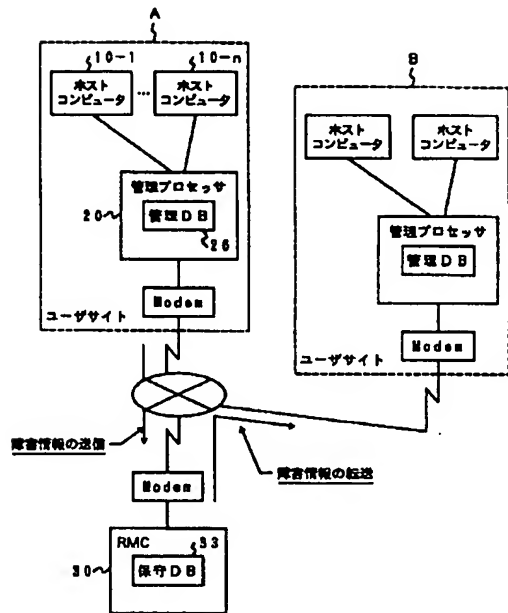 A
10-1
10-n
ホスト
コンピュータ
...
ホスト
コンピュータ
管理プロセッサ
20
管理DB
26
Modem
ユーザサイト
B
ホスト
コンピュータ
ホスト
コンピュータ
管理プロセッサ
管理DB
Modem
ユーザサイト
障害情報の送信
障害情報の転送
Modem
RMC
33
30
保守DB